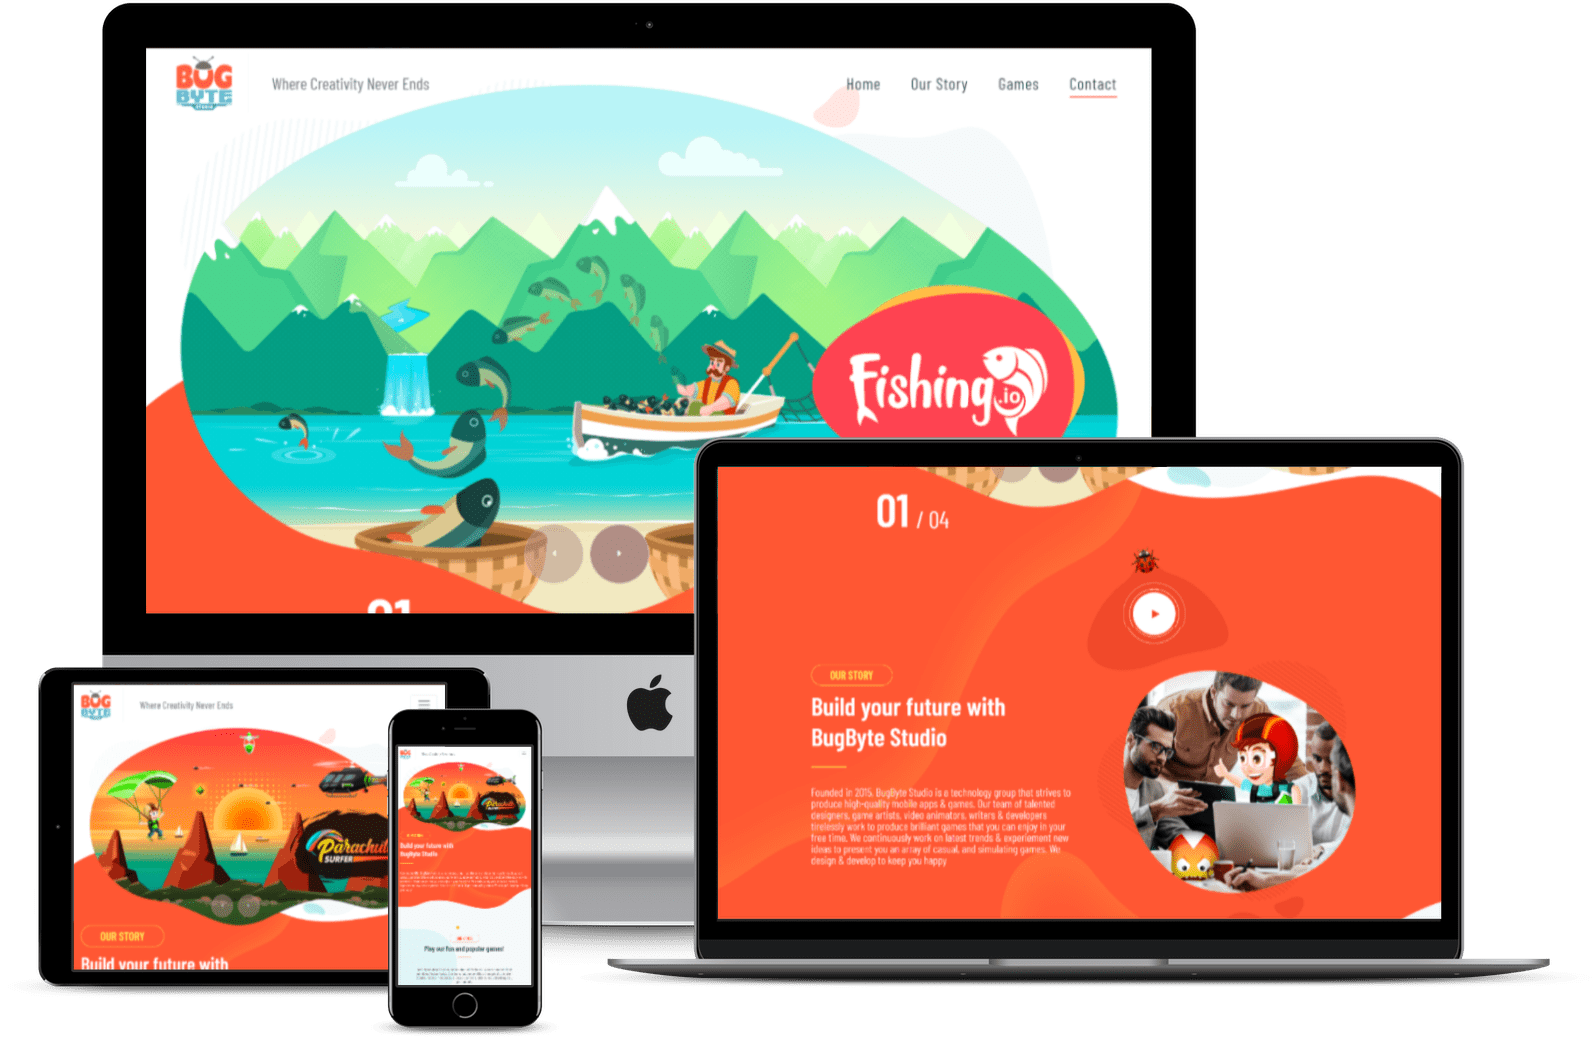 BUG
BYTE
STUDIO
Where Creativity Never Ends
Home
Our Story
Games
Contact
Fishing.io
01
01 / 04
OUR STORY
Build your future with
BugByte Studio
Founded in 2015. BugByte Studio is a technology group that strives to
produce high-quality mobile apps & games. Our team of talented
designers, game artists, video animators, writers & developers
tirelessly work to produce brilliant games that you can enjoy in your
free time. We continuously work on latest trends & experiement new
ideas to present you an array of casual, and simulating games. We
design & develop to keep you happy
BUG
BYTE
Where Creativity Never Ends
Parachut
SURFER
OUR STORY
Build your future with
BUG
Build your future with
BugByte Studio
Play our fun and popular games!